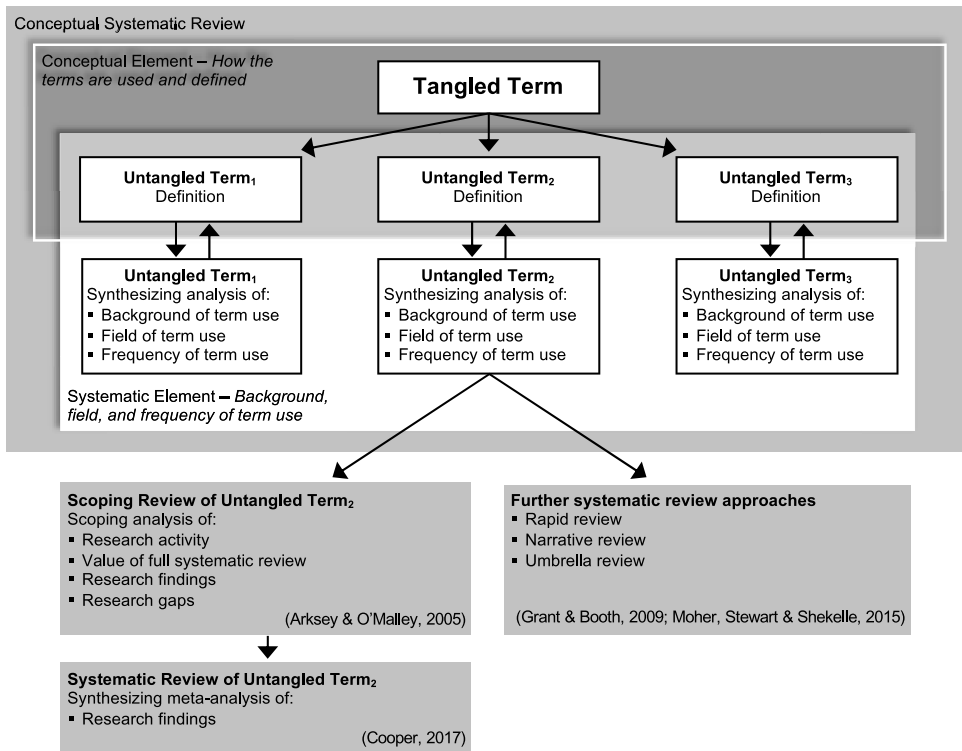 Conceptual Systematic Review
Conceptual Element – How the
terms are used and defined
Tangled Term
Untangled Term₁
Definition
Untangled Term₂
Definition
Untangled Term₃
Definition
Untangled Term₁
Synthesizing analysis of:
▪ Background of term use
▪ Field of term use
▪ Frequency of term use
Untangled Term₂
Synthesizing analysis of:
▪ Background of term use
▪ Field of term use
▪ Frequency of term use
Untangled Term₃
Synthesizing analysis of:
▪ Background of term use
▪ Field of term use
▪ Frequency of term use
Systematic Element – Background,
field, and frequency of term use
Scoping Review of Untangled Term₂
Scoping analysis of:
▪ Research activity
▪ Value of full systematic review
▪ Research findings
▪ Research gaps
(Arksey & O’Malley, 2005)
Further systematic review approaches
▪ Rapid review
▪ Narrative review
▪ Umbrella review
(Grant & Booth, 2009; Moher, Stewart & Shekelle, 2015)
Systematic Review of Untangled Term₂
Synthesizing meta-analysis of:
▪ Research findings
(Cooper, 2017)